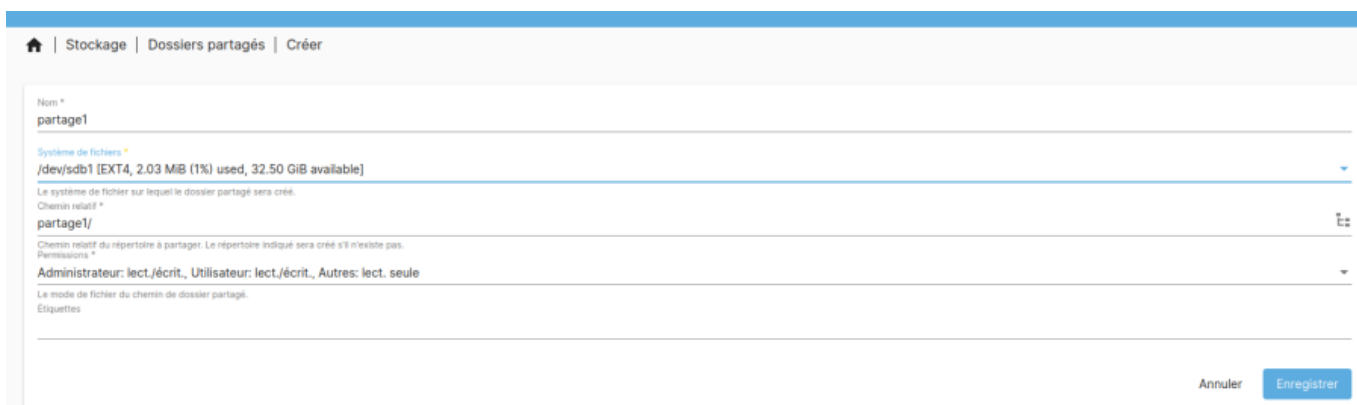 Stockage | Dossiers partagés | Créer
Nom *
partage1
Système de fichiers *
/dev/sdb1 [EXT4, 2.03 MiB (1%) used, 32.50 GiB available]
Le système de fichier sur lequel le dossier partagé sera créé.
Chemin relatif *
partage1/
Chemin relatif du répertoire à partager. Le répertoire indiqué sera créé s'il n'existe pas.
Permissions *
Administrateur: lect./écrit., Utilisateur: lect./écrit., Autres: lect. seule
Le mode de fichier du chemin de dossier partagé.
Étiquettes
Annuler Enregistrer